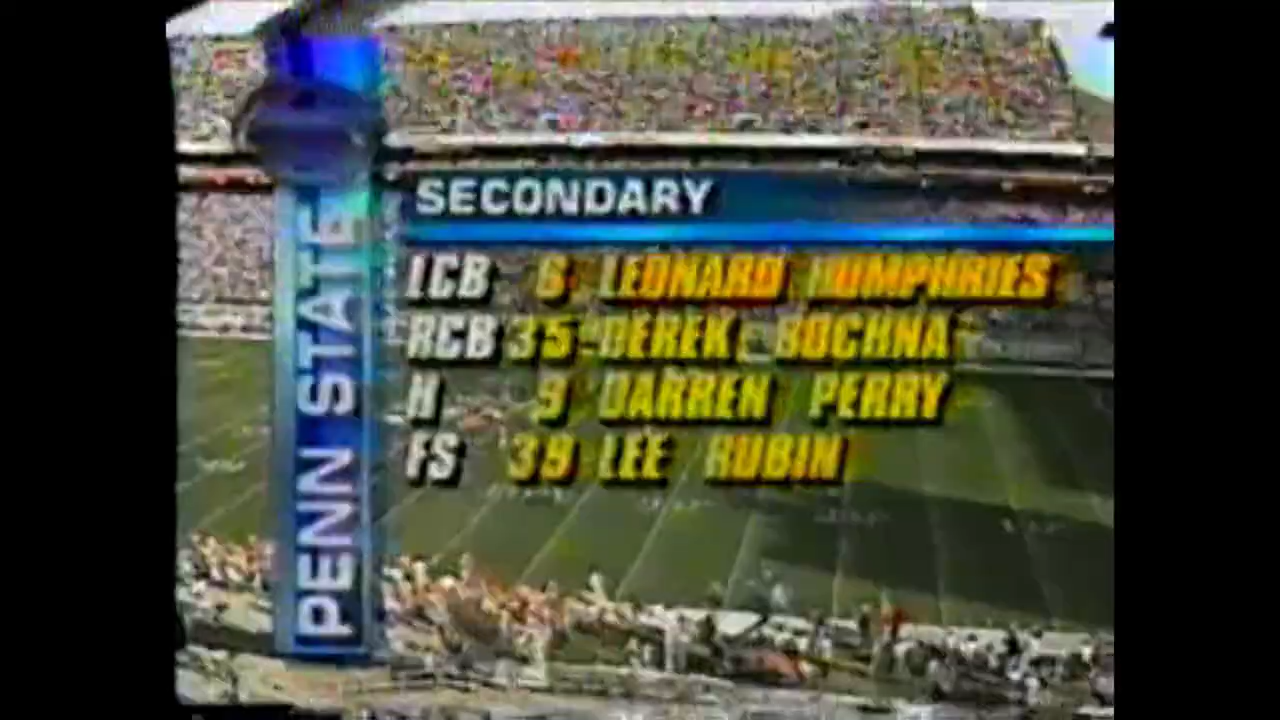 PENN STATE
SECONDARY
LCB 6 LEONARD HUMPHRIES
RCB 35 DEREK BOCHNA
H 9 DARREN PERRY
FS 39 LEE RUBIN